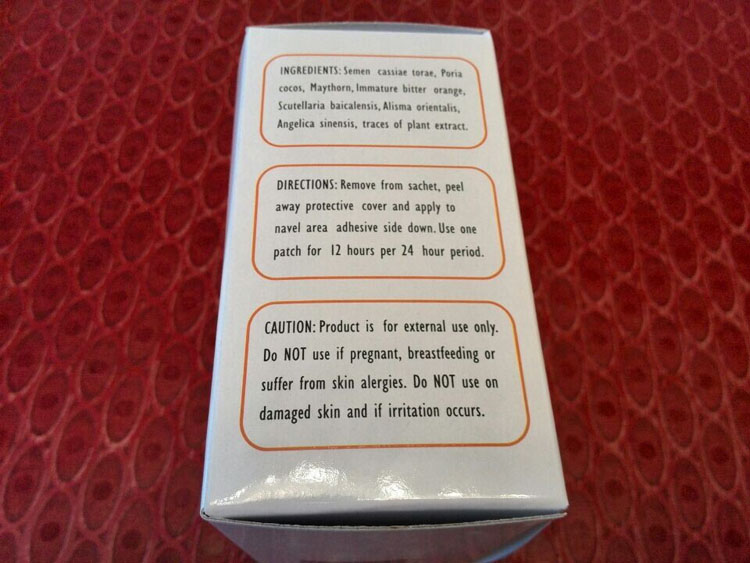 INGREDIENTS: Semen cassiae torae, Poria
cocos, Maythorn, Immature bitter orange,
Scutellaria baicalensis, Alisma orientalis,
Angelica sinensis, traces of plant extract.
DIRECTIONS: Remove from sachet, peel
away protective cover and apply to
navel area adhesive side down. Use one
patch for 12 hours per 24 hour period.
CAUTION: Product is for external use only.
Do NOT use if pregnant, breastfeeding or
suffer from skin alergies. Do NOT use on
damaged skin and if irritation occurs.